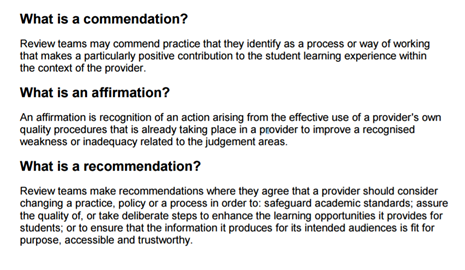 What is a commendation?
Review teams may commend practice that they identify as a process or way of working
that makes a particularly positive contribution to the student learning experience within
the context of the provider.
What is an affirmation?
An affirmation is recognition of an action arising from the effective use of a provider's own
quality procedures that is already taking place in a provider to improve a recognised
weakness or inadequacy related to the judgement areas.
What is a recommendation?
Review teams make recommendations where they agree that a provider should consider
changing a practice, policy or a process in order to: safeguard academic standards; assure
the quality of, or take deliberate steps to enhance the learning opportunities it provides for
students; or to ensure that the information it produces for its intended audiences is fit for
purpose, accessible and trustworthy.